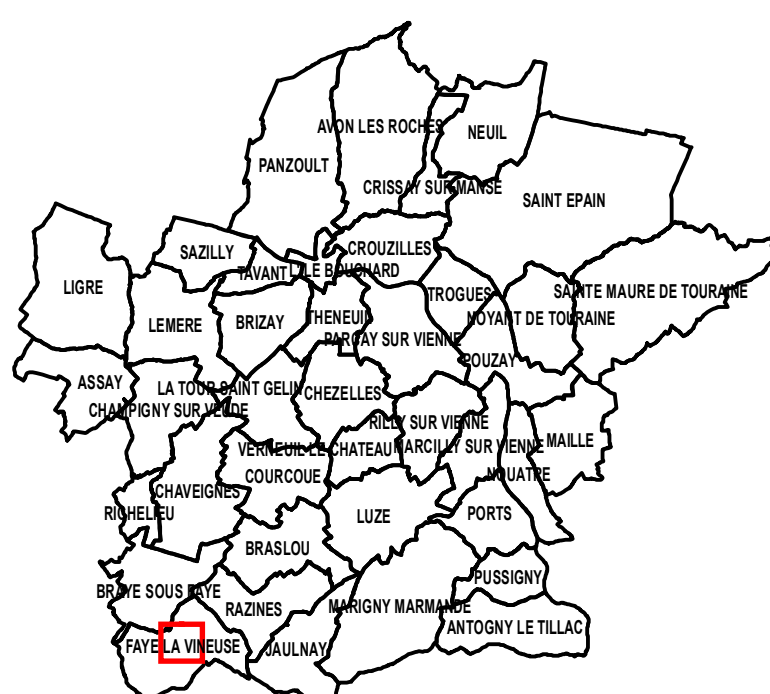 AVON LES ROCHES
NEUIL
PANZOULT
CRISSAY SUR MANSE
SAINT EPAIN
SAZILLY
CROUZILLES
TAVANT
L'ILE BOUCHARD
LIGRE
TROGUES
SAINTE MAURE DE TOURAINE
LEMERE
BRIZAY
THENEUIL
NOYANT DE TOURAINE
PARCAY SUR VIENNE
POUZAY
ASSAY
LA TOUR SAINT GELIN
CHEZELLES
CHAMPIGNY SUR VEUDE
RILLY SUR VIENNE
MAILLE
VERNEUIL LE CHATEAU
MARCILLY SUR VIENNE
COURCOUE
NOUATRE
CHAVEIGNES
RICHELIEU
LUZE
PORTS
BRASLOU
PUSSIGNY
BRAYE SOUS FAYE
RAZINES
MARIGNY MARMANDE
ANTOGNY LE TILLAC
FAYE LA VINEUSE
JAULNAY